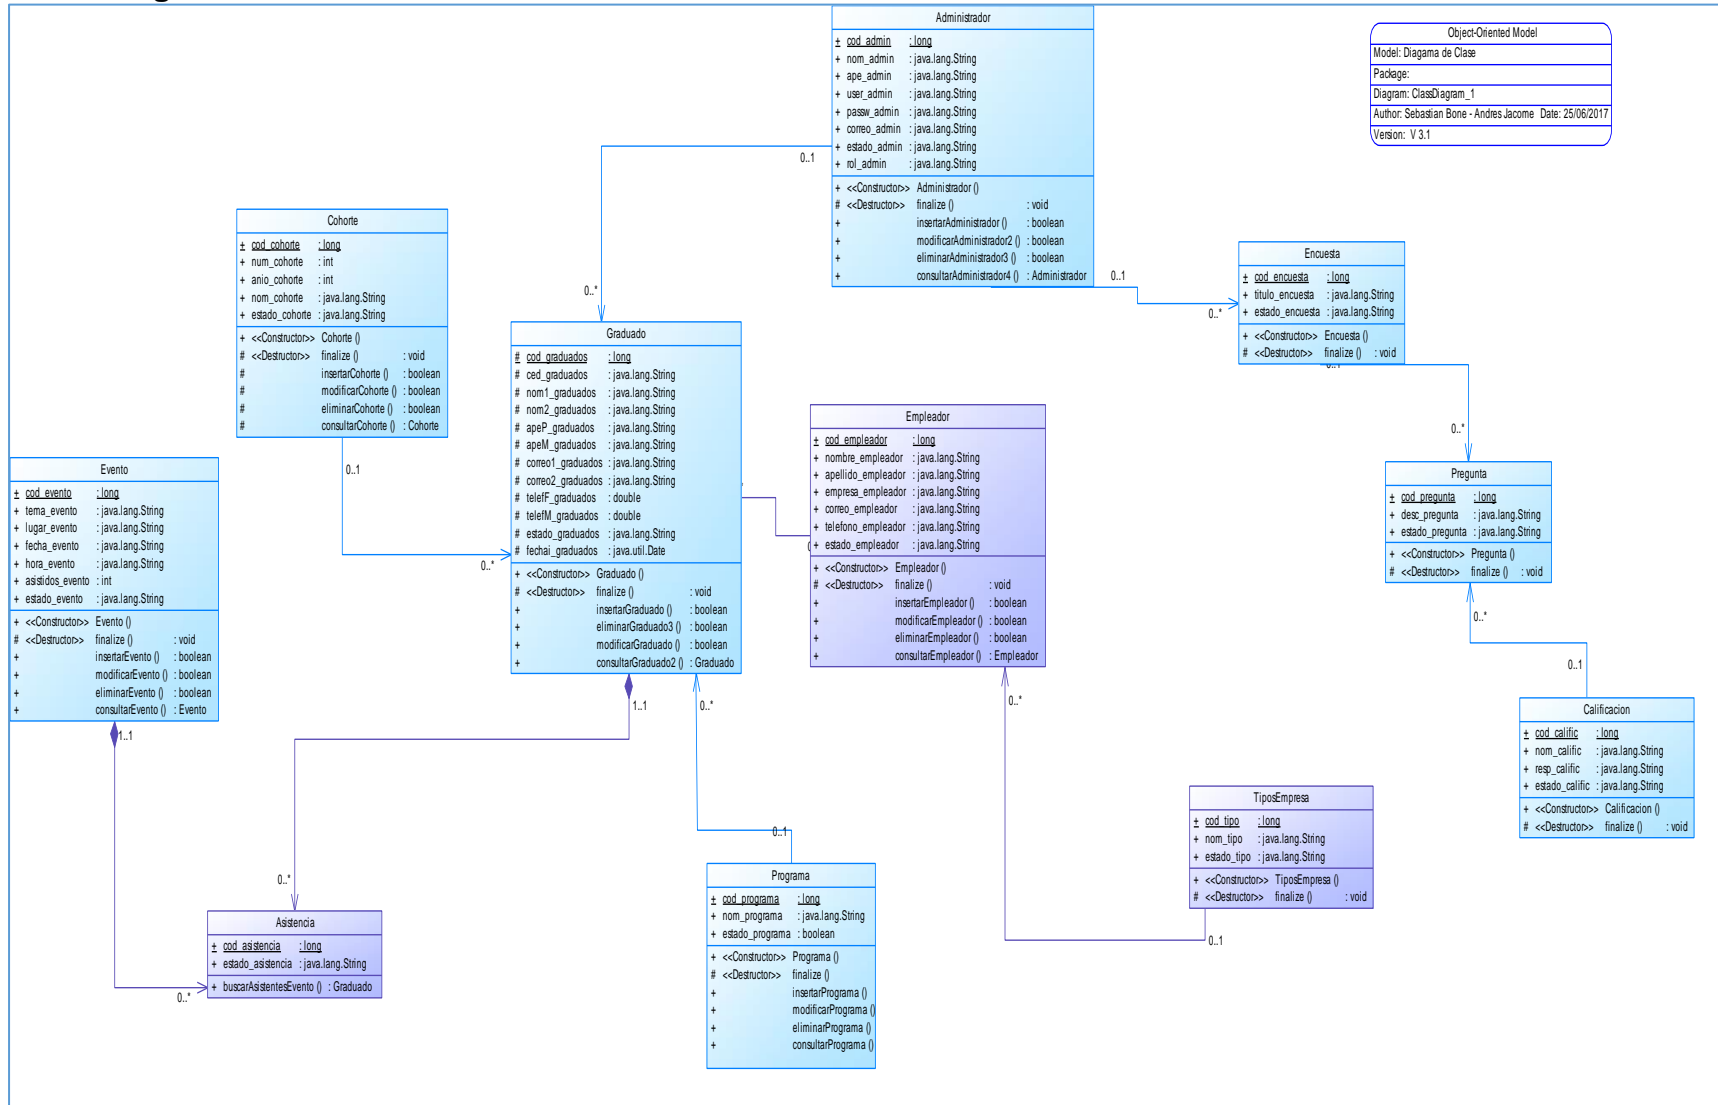 Administrador
+ cod_admin : long
+ nom_admin : java.lang.String
+ ape_admin : java.lang.String
+ user_admin : java.lang.String
+ passw_admin : java.lang.String
+ correo_admin : java.lang.String
+ estado_admin : java.lang.String
+ rol_admin : java.lang.String
+ <<Constructor>> Administrador ()
# <<Destructor>> finalize () : void
+ insertarAdministrador () : boolean
+ modificarAdministrador2 () : boolean
+ eliminarAdministrador3 () : boolean
+ consultarAdministrador4 () : Administrador
Object-Oriented Model
Model: Diagama de Clase
Package:
Diagram: ClassDiagram_1
Author: Sebastian Bone - Andres Jacome Date: 25/06/2017
Version: V 3.1
0..1
0..*
0..1
0..*
Cohorte
+ cod_cohorte : long
+ num_cohorte : int
+ anio_cohorte : int
+ nom_cohorte : java.lang.String
+ estado_cohorte : java.lang.String
+ <<Constructor>> Cohorte ()
# <<Destructor>> finalize () : void
# insertarCohorte () : boolean
# modificarCohorte () : boolean
# eliminarCohorte () : boolean
# consultarCohorte () : Cohorte
0..1
0..*
Encuesta
+ cod_encuesta : long
+ titulo_encuesta : java.lang.String
+ estado_encuesta : java.lang.String
+ <<Constructor>> Encuesta ()
# <<Destructor>> finalize () : void
0..1
0..*
Graduado
# cod_graduados : long
# ced_graduados : java.lang.String
# nom1_graduados : java.lang.String
# nom2_graduados : java.lang.String
# apeP_graduados : java.lang.String
# apeM_graduados : java.lang.String
# correo1_graduados : java.lang.String
# correo2_graduados : java.lang.String
# telefF_graduados : double
# telefM_graduados : double
# estado_graduados : java.lang.String
# fechai_graduados : java.util.Date
+ <<Constructor>> Graduado ()
# <<Destructor>> finalize () : void
+ insertarGraduado () : boolean
+ eliminarGraduado3 () : boolean
+ modificarGraduado () : boolean
+ consultarGraduado2 () : Graduado
1..1
0..*
Empleador
+ cod_empleador : long
+ nombre_empleador : java.lang.String
+ apellido_empleador : java.lang.String
+ empresa_empleador : java.lang.String
+ correo_empleador : java.lang.String
+ telefono_empleador : java.lang.String
+ estado_empleador : java.lang.String
+ <<Constructor>> Empleador ()
# <<Destructor>> finalize () : void
+ insertarEmpleador () : boolean
+ modificarEmpleador () : boolean
+ eliminarEmpleador () : boolean
+ consultarEmpleador () : Empleador
0..*
Evento
+ cod_evento : long
+ tema_evento : java.lang.String
+ lugar_evento : java.lang.String
+ fecha_evento : java.lang.String
+ hora_evento : java.lang.String
+ asistidos_evento : int
+ estado_evento : java.lang.String
+ <<Constructor>> Evento ()
# <<Destructor>> finalize () : void
+ insertarEvento () : boolean
+ modificarEvento () : boolean
+ eliminarEvento () : boolean
+ consultarEvento () : Evento
1..1
0..*
Pregunta
+ cod_pregunta : long
+ desc_pregunta : java.lang.String
+ estado_pregunta : java.lang.String
+ <<Constructor>> Pregunta ()
# <<Destructor>> finalize () : void
0..*
0..1
Calificacion
+ cod_calific : long
+ nom_calific : java.lang.String
+ resp_calific : java.lang.String
+ estado_calific : java.lang.String
+ <<Constructor>> Calificacion ()
# <<Destructor>> finalize () : void
TiposEmpresa
+ cod_tipo : long
+ nom_tipo : java.lang.String
+ estado_tipo : java.lang.String
+ <<Constructor>> TiposEmpresa ()
# <<Destructor>> finalize () : void
0..1
0..1
Programa
+ cod_programa : long
+ nom_programa : java.lang.String
+ estado_programa : boolean
+ <<Constructor>> Programa ()
# <<Destructor>> finalize ()
+ insertarPrograma ()
+ modificarPrograma ()
+ eliminarPrograma ()
+ consultarPrograma ()
0..*
Asistencia
+ cod_asistencia : long
+ estado_asistencia : java.lang.String
+ buscarAsistentesEvento () : Graduado